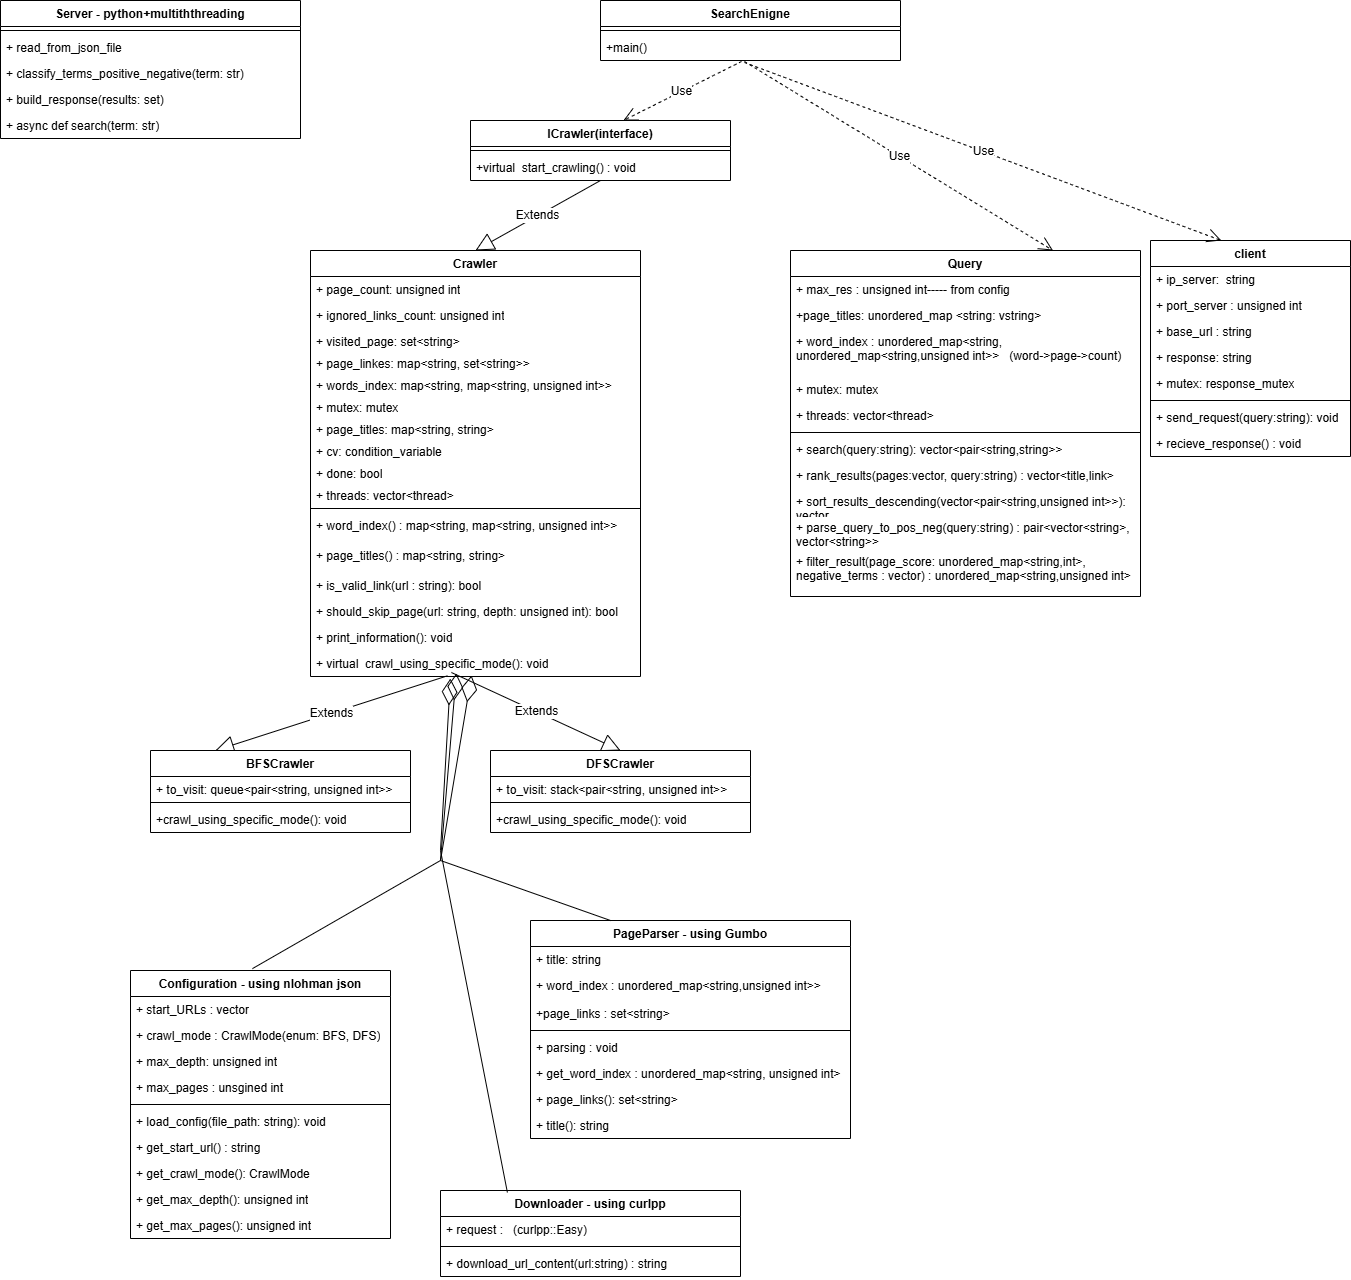 Server - python+multiththreading
+ read_from_json_file
+ classify_terms_positive_negative(term: str)
+ build_response(results: set)
+ async def search(term: str)
SearchEnigne
+main()
Use
Use
Use
ICrawler(interface)
+virtual  start_crawling() : void
Extends
Crawler
+ page_count: unsigned int
+ ignored_links_count: unsigned int
+ visited_page: set<string>
+ page_linkes: map<string, set<string>>
+ words_index: map<string, map<string, unsigned int>>
+ mutex: mutex
+ page_titles: map<string, string>
+ cv: condition_variable
+ done: bool
+ threads: vector<thread>
+ word_index() : map<string, map<string, unsigned int>>
+ page_titles() : map<string, string>
+ is_valid_link(url : string): bool
+ should_skip_page(url: string, depth: unsigned int): bool
+ print_information(): void
+ virtual  crawl_using_specific_mode(): void
Query
+ max_res : unsigned int----- from config
+page_titles: unordered_map <string: vstring>
+ word_index : unordered_map<string,
unordered_map<string,unsigned int>>   (word->page->count)
+ mutex: mutex
+ threads: vector<thread>
+ search(query:string): vector<pair<string,string>>
+ rank_results(pages:vector, query:string) : vector<title,link>
+ sort_results_descending(vector<pair<string,unsigned int>>):
vector
+ parse_query_to_pos_neg(query:string) : pair<vector<string>,
vector<string>>
+ filter_result(page_score: unordered_map<string,int>,
negative_terms : vector) : unordered_map<string,unsigned int>
client
+ ip_server:  string
+ port_server : unsigned int
+ base_url : string
+ response: string
+ mutex: response_mutex
+ send_request(query:string): void
+ recieve_response() : void
Extends
Extends
BFSCrawler
+ to_visit: queue<pair<string, unsigned int>>
+crawl_using_specific_mode(): void
DFSCrawler
+ to_visit: stack<pair<string, unsigned int>>
+crawl_using_specific_mode(): void
Configuration - using nlohman json
+ start_URLs : vector
+ crawl_mode : CrawlMode(enum: BFS, DFS)
+ max_depth: unsigned int
+ max_pages : unsgined int
+ load_config(file_path: string): void
+ get_start_url() : string
+ get_crawl_mode(): CrawlMode
+ get_max_depth(): unsigned int
+ get_max_pages(): unsigned int
PageParser - using Gumbo
+ title: string
+ word_index : unordered_map<string,unsigned int>>
+page_links : set<string>
+ parsing : void
+ get_word_index : unordered_map<string, unsigned int>
+ page_links(): set<string>
+ title(): string
Downloader - using curlpp
+ request :   (curlpp::Easy)
+ download_url_content(url:string) : string